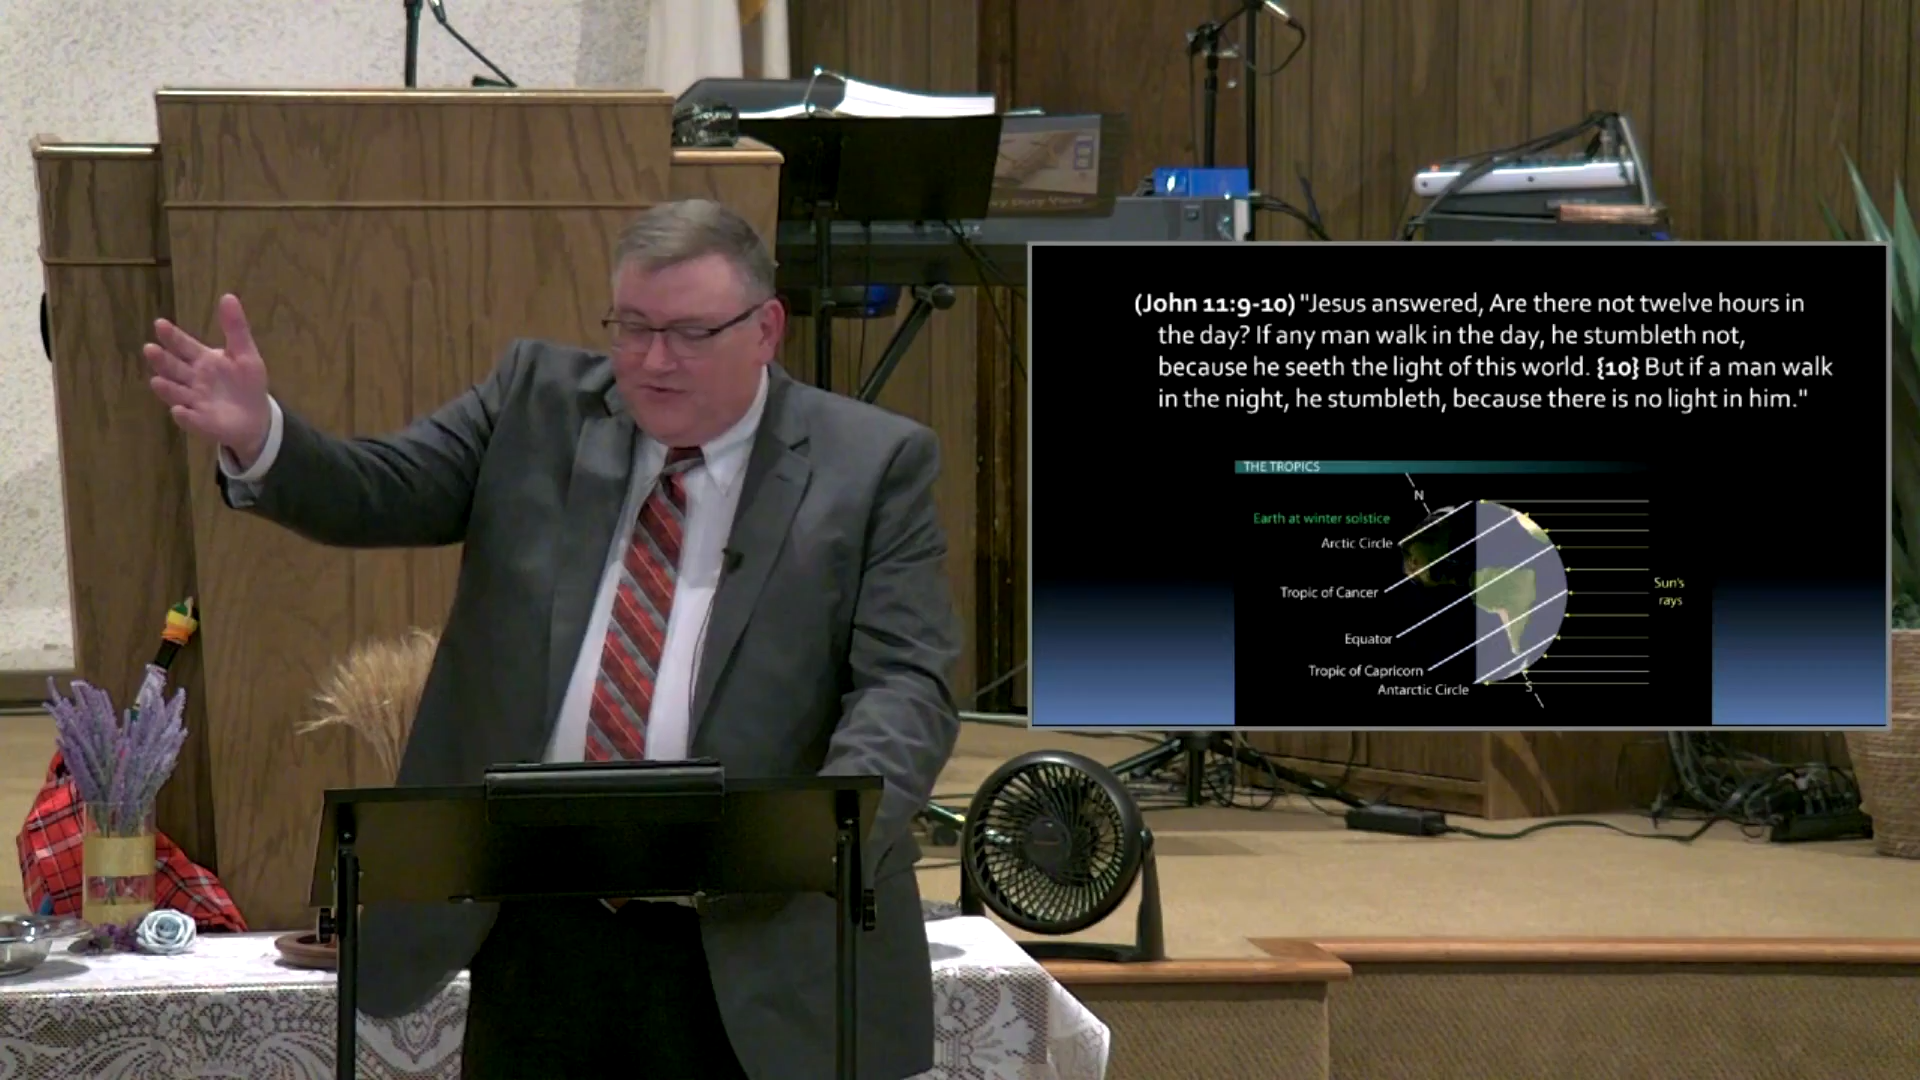 (John 11:9-10) "Jesus answered, Are there not twelve hours in
the day? If any man walk in the day, he stumbleth not,
because he seeth the light of this world. {10} But if a man walk
in the night, he stumbleth, because there is no light in him."
THE TROPICS
N
Earth at winter solstice
Arctic Circle
Tropic of Cancer
Equator
Tropic of Capricorn
Antarctic Circle
Sun's
rays
S
Duty View